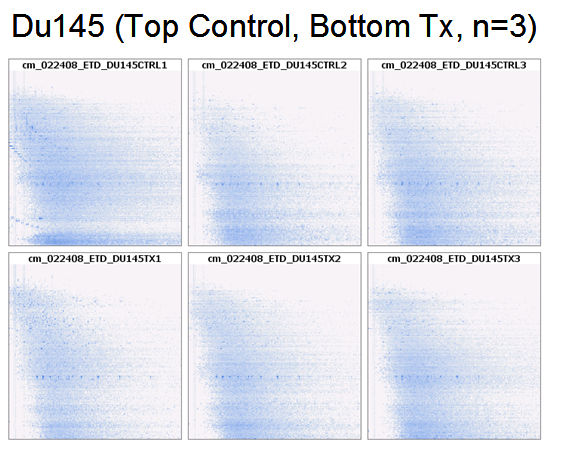 Du145 (Top Control, Bottom Tx, n=3)
cm_022408_ETD_DU145CTRL1
cm_022408_ETD_DU145CTRL2
cm_022408_ETD_DU145CTRL3
cm_022408_ETD_DU145TX1
cm_022408_ETD_DU145TX2
cm_022408_ETD_DU145TX3